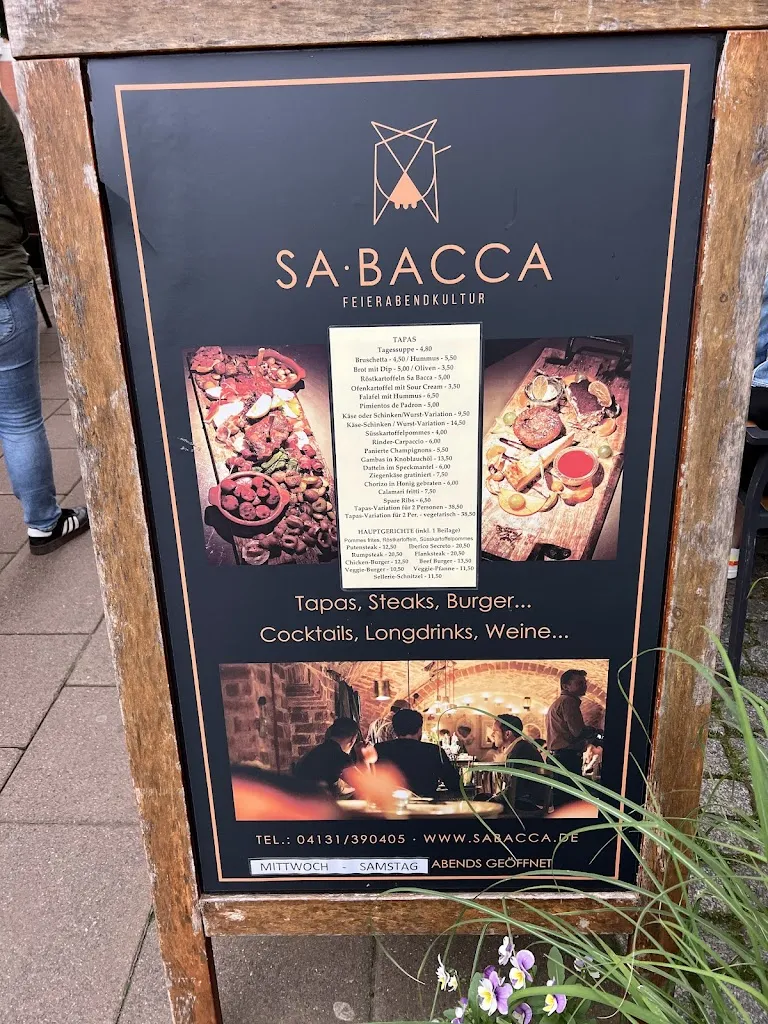 SA·BACCA
FEIERABENDKULTUR
TAPAS
Tagessuppe - 4,80
Bruschetta - 4,50 / Hummus - 5,50
Brot mit Dip - 5,00 / Oliven - 3,50
Röstkartoffeln Sa Bacca - 5,00
Ofenkartoffel mit Sour Cream - 3,50
Falafel mit Hummus - 6,50
Pimientos de Padron - 5,00
Käse oder Schinken/Wurst-Variation - 9,50
Käse-Schinken / Wurst-Variation - 14,50
Süsskartoffelpommes - 4,00
Rinder-Carpaccio - 6,00
Panierte Champignons - 5,50
Gambas in Knoblauchöl - 13,50
Datteln im Speckmantel - 6,00
Ziegenkäse gratiniert - 7,50
Chorizo in Honig gebraten - 6,00
Calamari fritti - 7,50
Spare Ribs - 6,50
Tapas-Variation für 2 Personen - 38,50
Tapas-Variation für 2 Per. - vegetarisch - 38,50
HAUPTGERICHTE (inkl. 1 Beilage)
Pommes frites, Röstkartoffeln, Süsskartoffelpommes
Putensteak - 12,50 Iberico Secreto - 20,50
Rumpsteak - 20,50 Flanksteak - 20,50
Chicken-Burger - 12,50 Beef Burger - 13,50
Veggie-Burger - 10,50 Veggie-Pfanne - 11,50
Sellerie-Schnitzel - 11,50
Tapas, Steaks, Burger...
Cocktails, Longdrinks, Weine...
TEL.: 04131/390405 · WWW.SABACCA.DE
MITTWOCH - SAMSTAG ABENDS GEÖFFNET